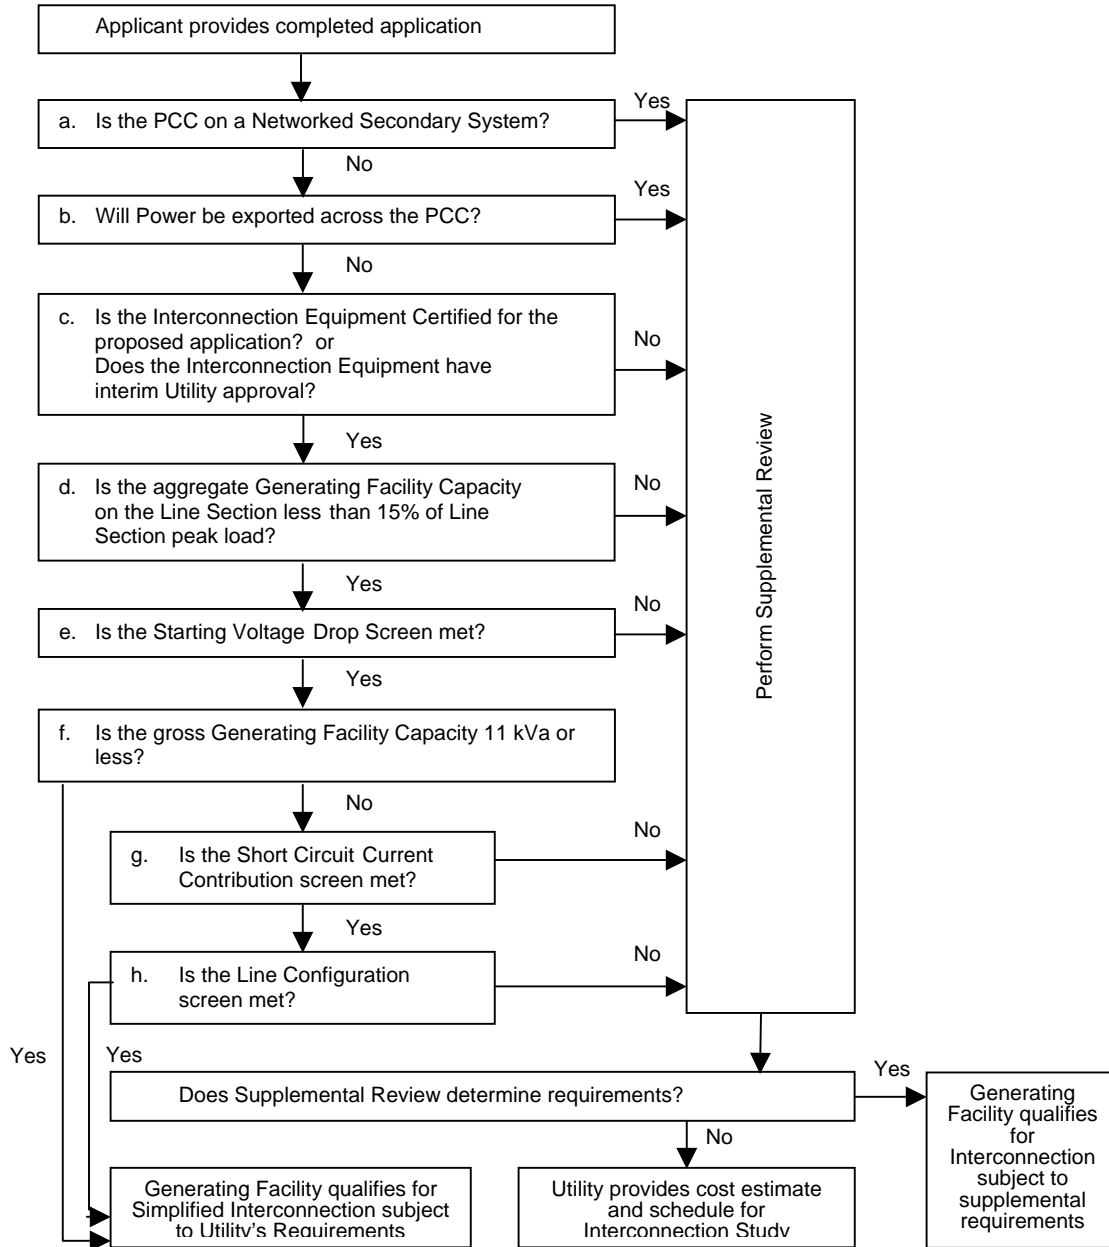 Applicant provides completed application
Yes
a. Is the PCC on a Networked Secondary System?
No
Yes
b. Will Power be exported across the PCC?
No
c. Is the Interconnection Equipment Certified for the
proposed application? or
Does the Interconnection Equipment have
interim Utility approval?
No
Yes
d. Is the aggregate Generating Facility Capacity
on the Line Section less than 15% of Line
Section peak load?
No
Yes
No
e. Is the Starting Voltage Drop Screen met?
Yes
f. Is the gross Generating Facility Capacity 11 kVa or
less?
No
No
g. Is the Short Circuit Current
Contribution screen met?
Yes
No
h. Is the Line Configuration
screen met?
Perform Supplemental Review
Yes
Yes
Does Supplemental Review determine requirements?
Yes
No
Generating
Facility qualifies
for
Interconnection
subject to
supplemental
requirements
Generating Facility qualifies for
Simplified Interconnection subject
to Utility's Requirements
Utility provides cost estimate
and schedule for
Interconnection Study